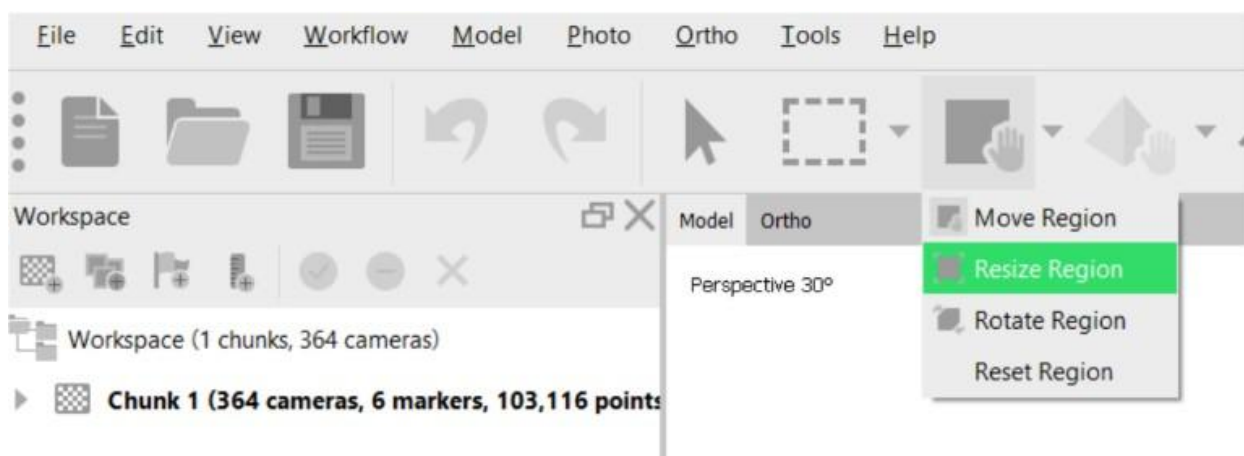 File Edit View Workflow Model Photo Ortho Tools Help
Workspace
Model Ortho
Move Region
Resize Region
Rotate Region
Reset Region
Perspective 30°
Workspace (1 chunks, 364 cameras)
Chunk 1 (364 cameras, 6 markers, 103,116 points